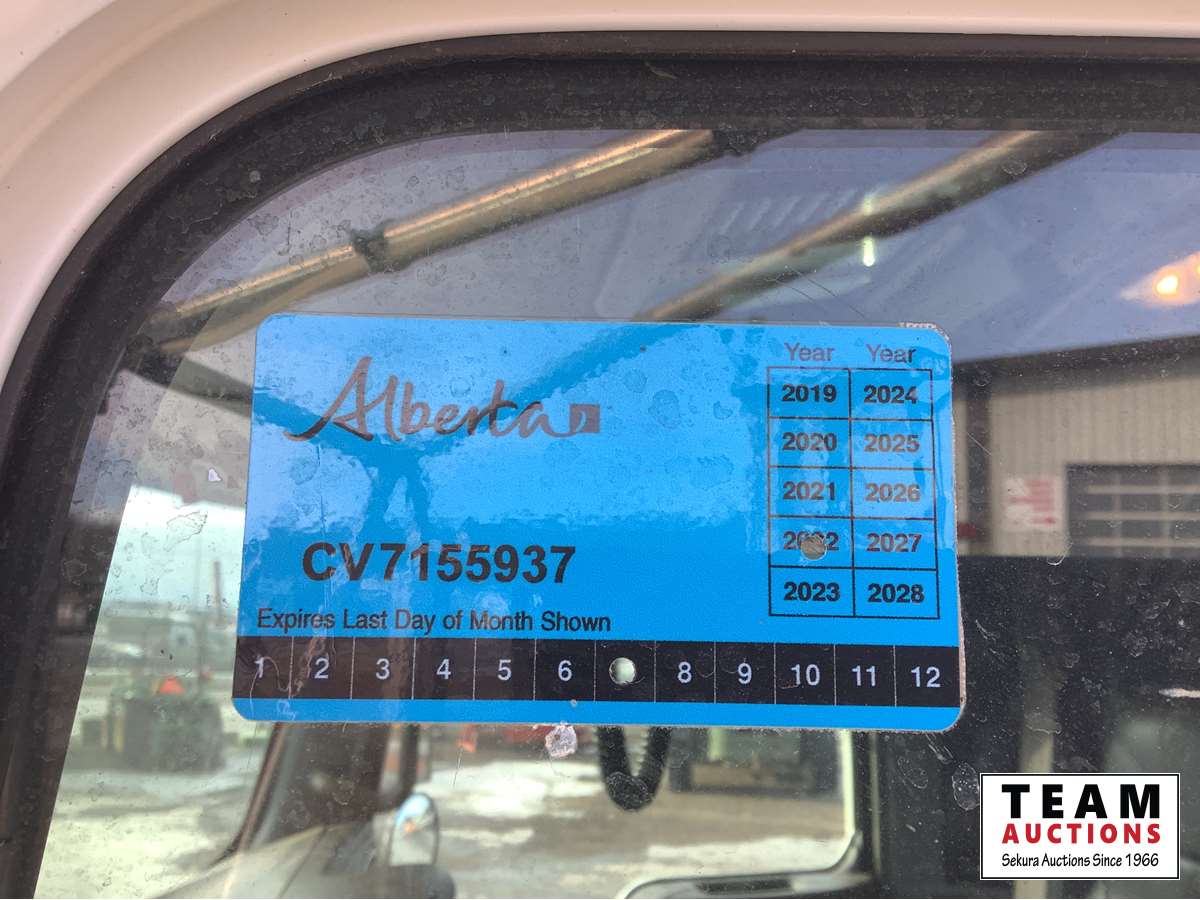 Alberta
Year Year
2019 2024
2020 2025
2021 2026
2022 2027
2023 2028
CV7155937
Expires Last Day of Month Shown
1 2 3 4 5 6 8 9 10 11 12
TEAM
AUCTIONS
Sekura Auctions Since 1966